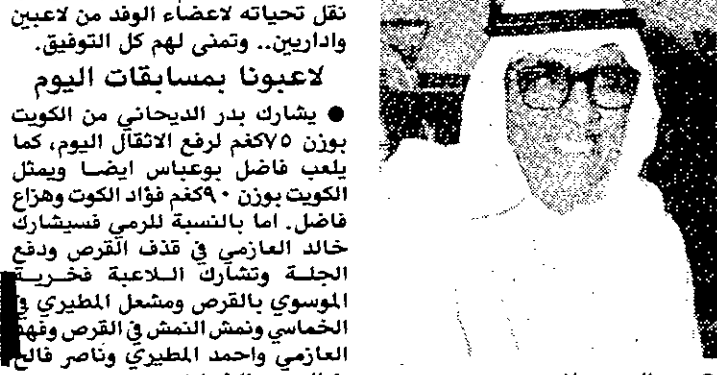 نقل تحياته لاعضاء الوفد من لاعبين
واداريين.. وتمنى لهم كل التوفيق.
لاعبونا بمسابقات اليوم
● يشارك بدر الديحاني من الكويت
بوزن ٧٥كغم لرفع الاثقال اليوم، كما
يلعب فاضل بوعباس ايضا ويمثل
الكويت بوزن ٩٠كغم فؤاد الكوت وهزاع
فاضل. اما بالنسبة للرمي فسيشارك
خالد العازمي في قذف القرص ودفع
الجلة وتشارك اللاعبة فخرية
الموسوي بالقرص ومشعل المطيري في
الخماسي ونمش النمش في القرص وفهد
العازمي واحمد المطيري وناصر فالح